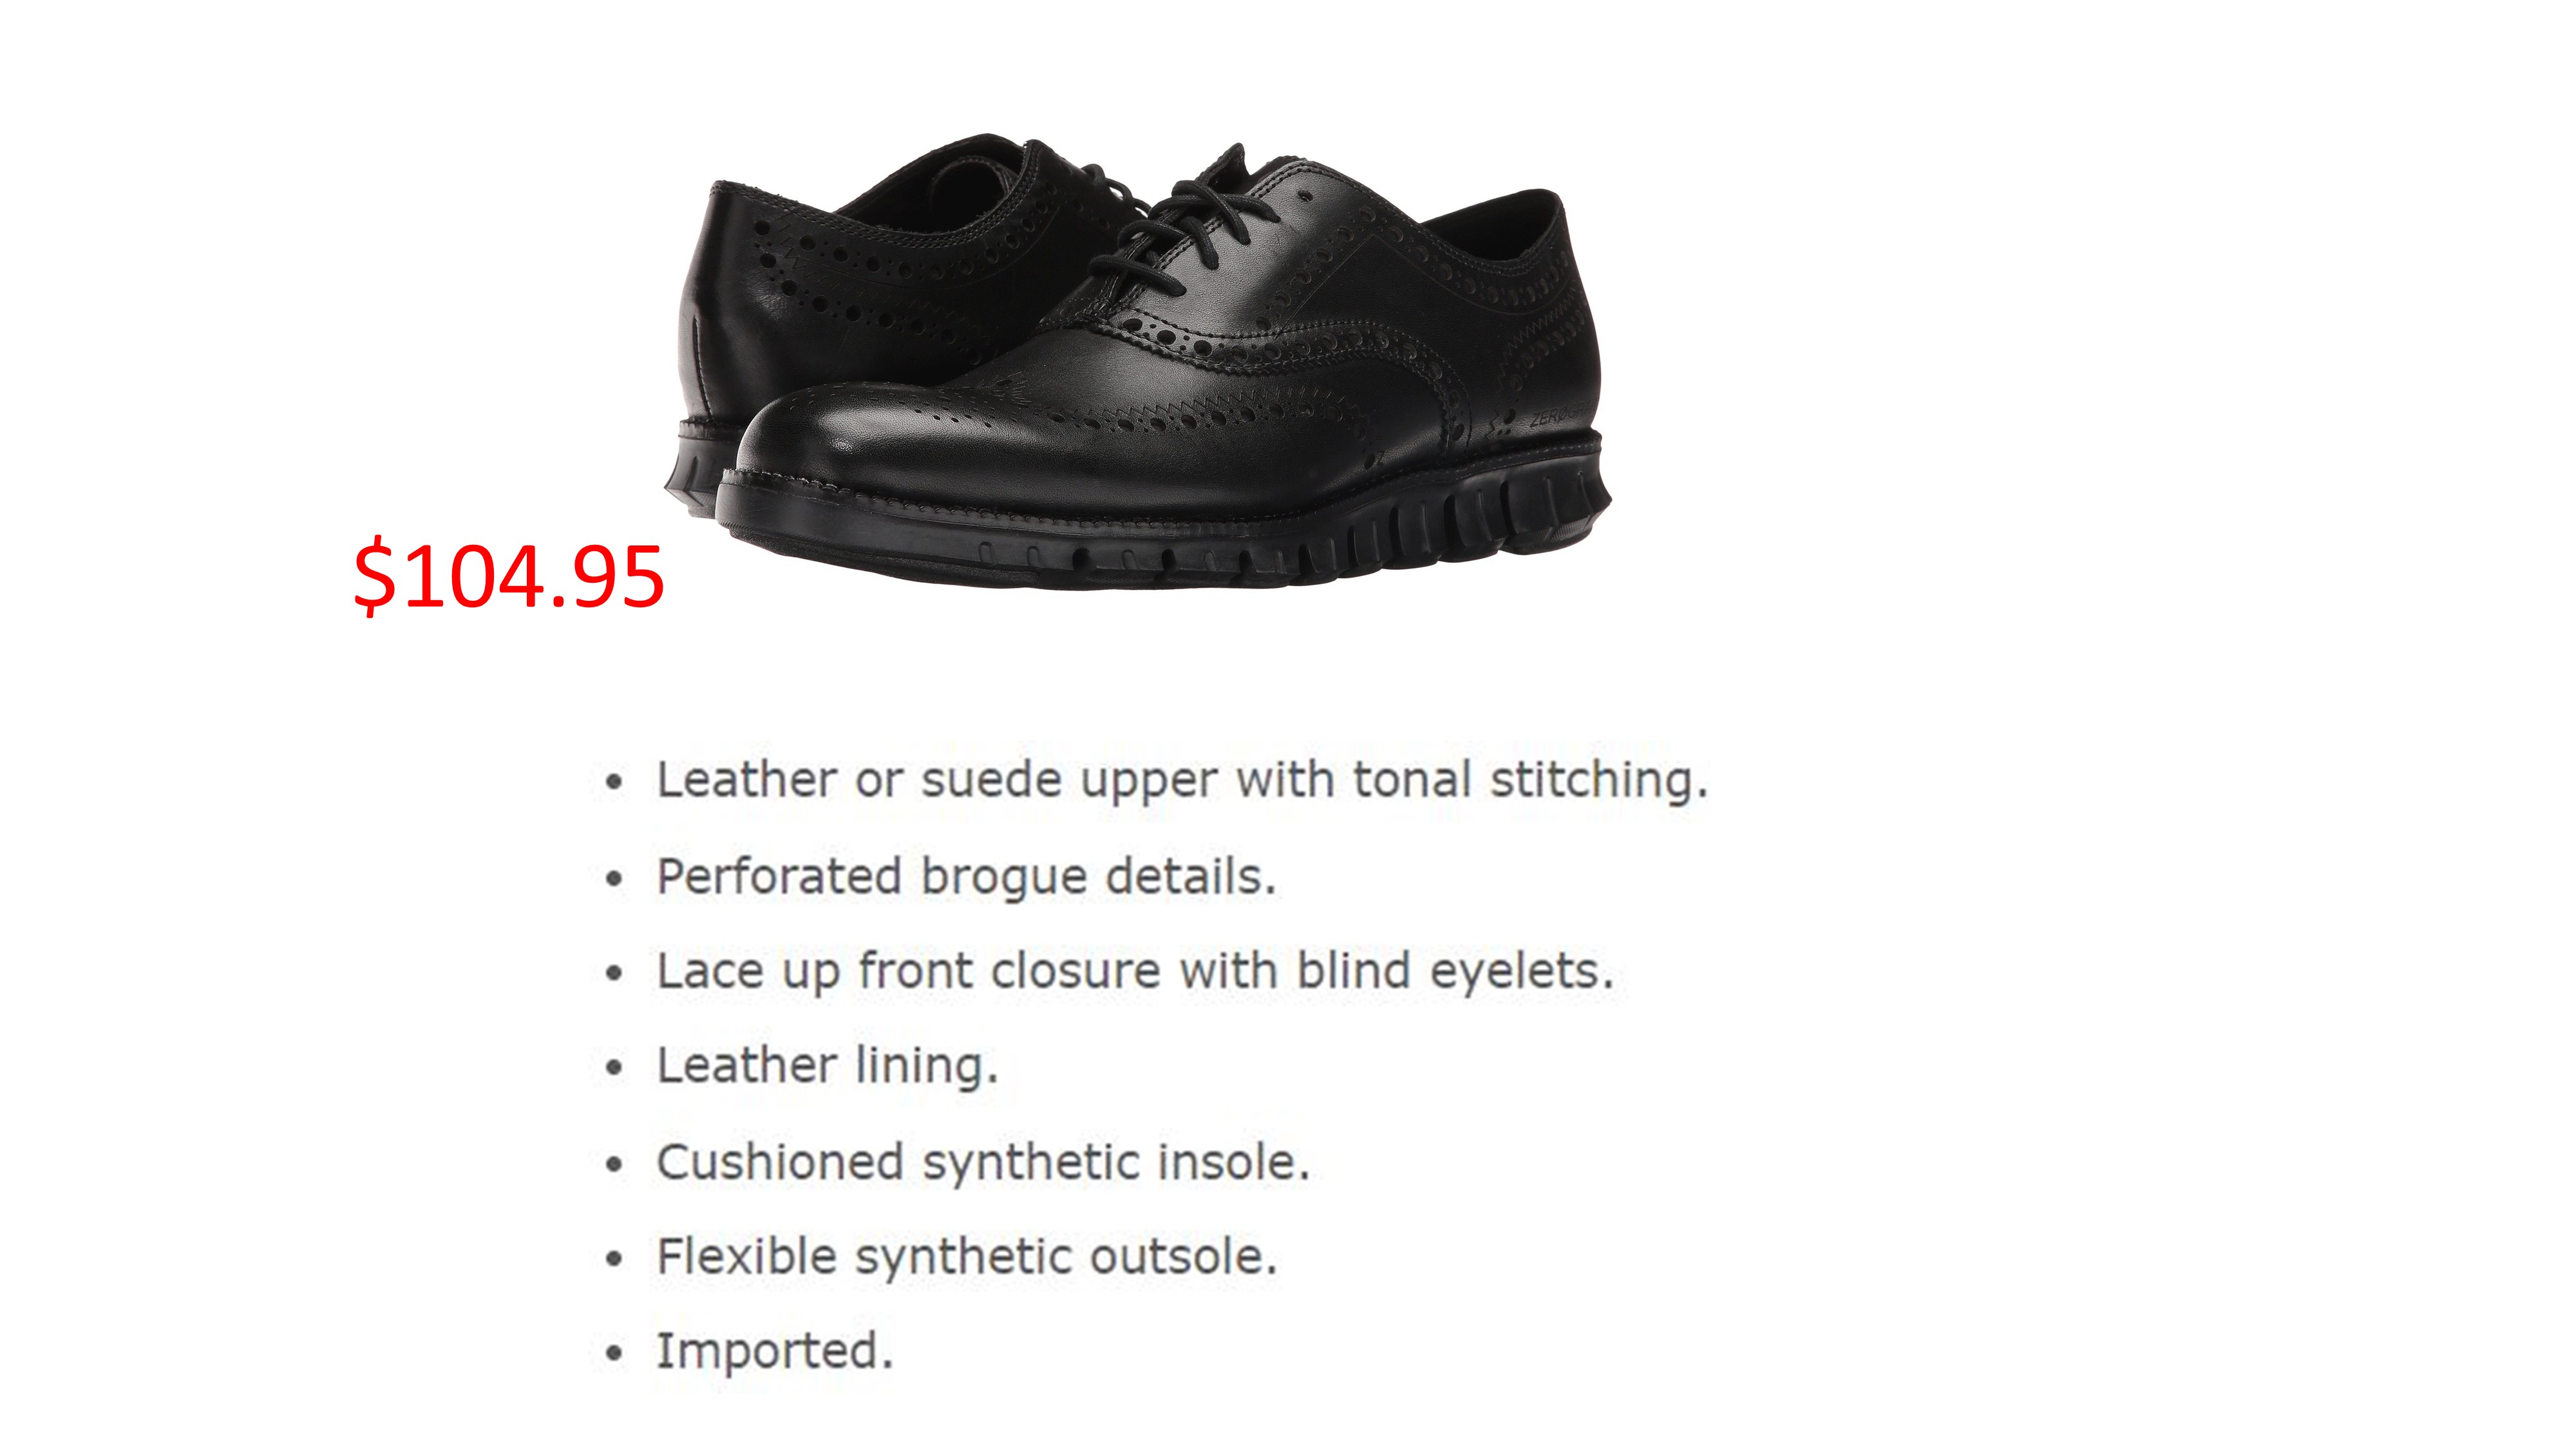 ZERØ
$104.95
• Leather or suede upper with tonal stitching.
• Perforated brogue details.
• Lace up front closure with blind eyelets.
• Leather lining.
• Cushioned synthetic insole.
• Flexible synthetic outsole.
• Imported.